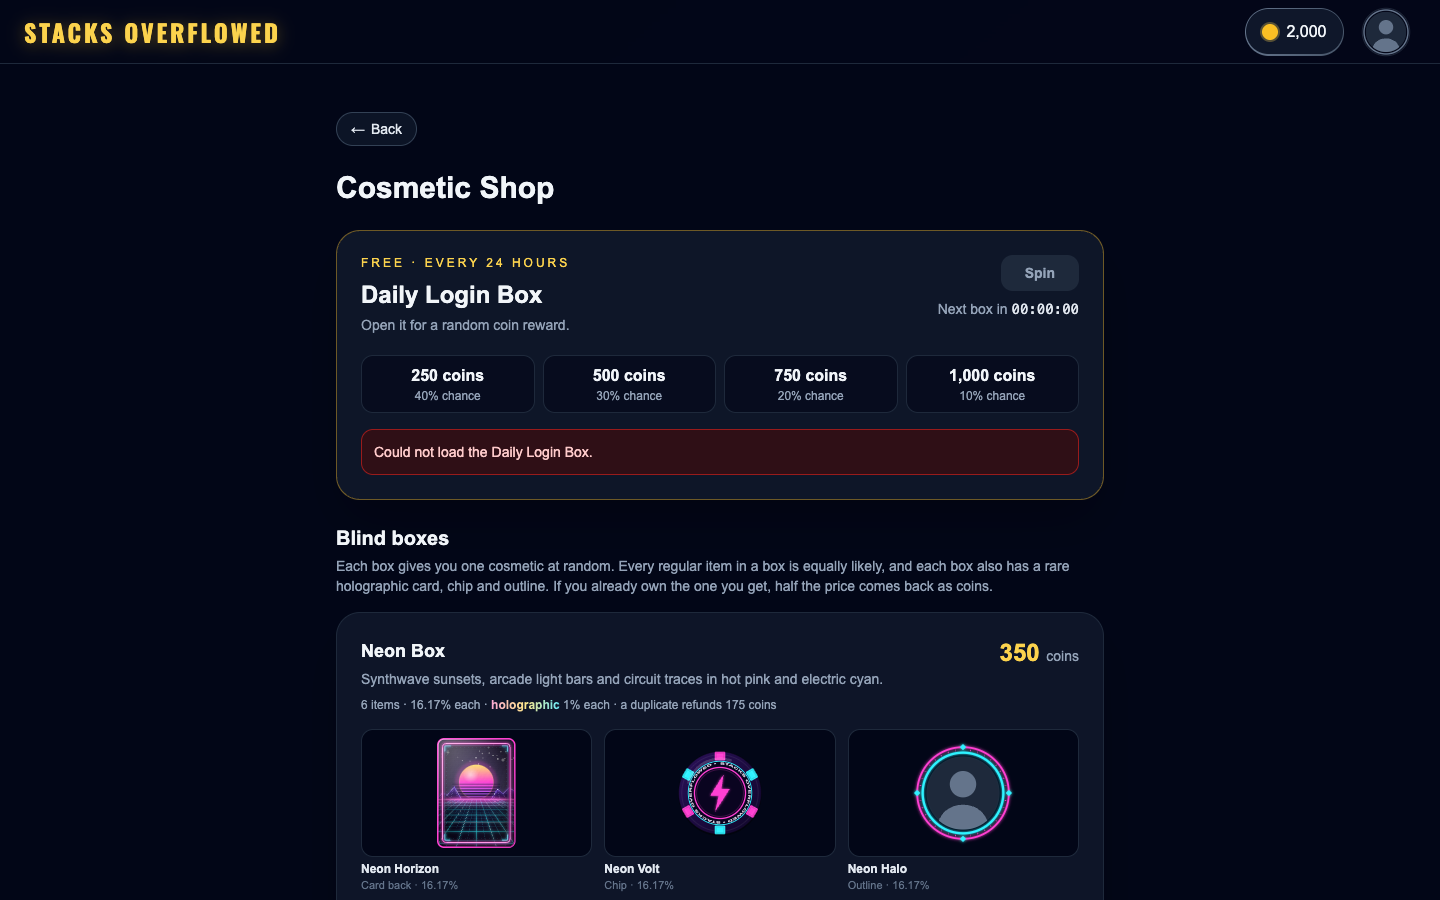 STACKS OVERFLOWED
2,000
← Back
Cosmetic Shop
FREE · EVERY 24 HOURS
Daily Login Box
Open it for a random coin reward.
Spin
Next box in 00:00:00
250 coins
40% chance
500 coins
30% chance
750 coins
20% chance
1,000 coins
10% chance
Could not load the Daily Login Box.
Blind boxes
Each box gives you one cosmetic at random. Every regular item in a box is equally likely, and each box also has a rare
holographic card, chip and outline. If you already own the one you get, half the price comes back as coins.
Neon Box
350 coins
Synthwave sunsets, arcade light bars and circuit traces in hot pink and electric cyan.
6 items · 16.17% each · holographic 1% each · a duplicate refunds 175 coins
STACKS OVERFLOWED • STACKS OVERFLOWED •
Neon Horizon
Card back · 16.17%
Neon Volt
Chip · 16.17%
Neon Halo
Outline · 16.17%